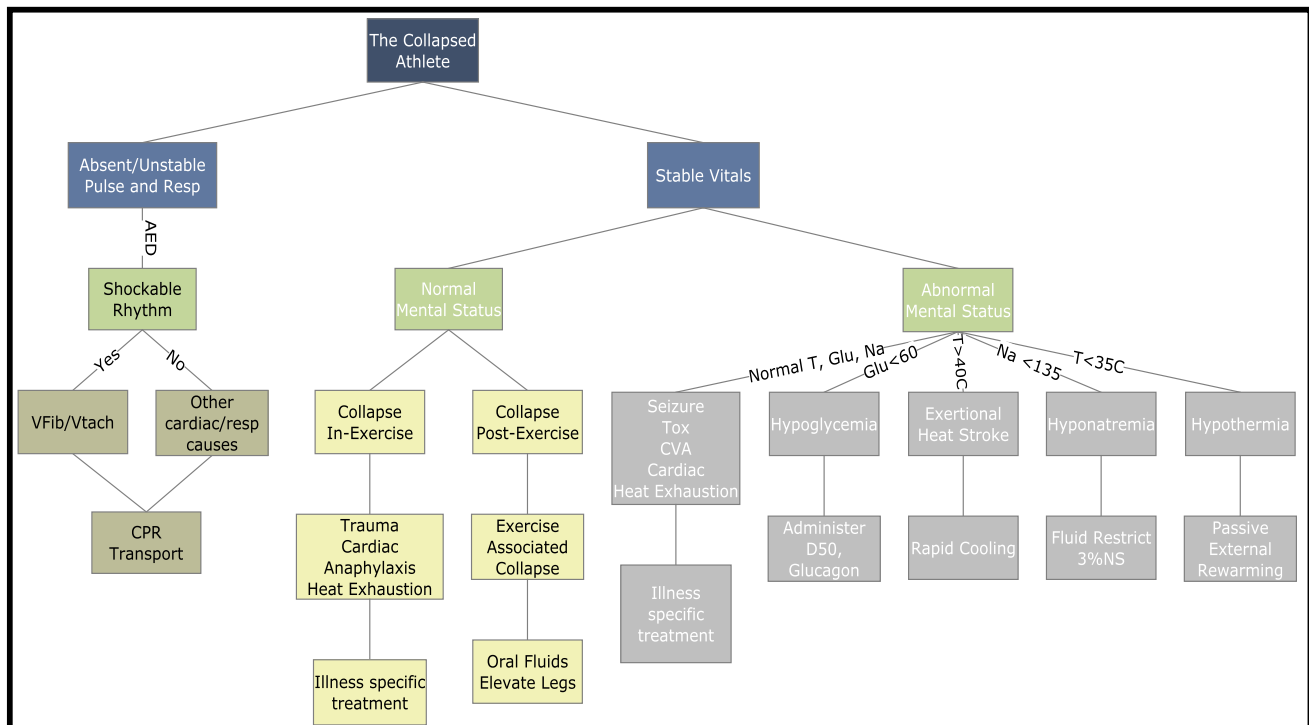 The Collapsed
Athlete
Absent/Unstable
Pulse and Resp
Stable Vitals
AED
Shockable
Rhythm
Normal
Mental Status
Abnormal
Mental Status
Yes
No
Normal T, Glu, Na
Glu<60
T>40C
Na <135
T<35C
VFib/Vtach
Other
cardiac/resp
causes
Collapse
In-Exercise
Collapse
Post-Exercise
Seizure
Tox
CVA
Cardiac
Heat Exhaustion
Hypoglycemia
Exertional
Heat Stroke
Hyponatremia
Hypothermia
CPR
Transport
Trauma
Cardiac
Anaphylaxis
Heat Exhaustion
Exercise
Associated
Collapse
Administer
D50,
Glucagon
Rapid Cooling
Fluid Restrict
3%NS
Passive
External
Rewarming
Illness
specific
treatment
Illness specific
treatment
Oral Fluids
Elevate Legs